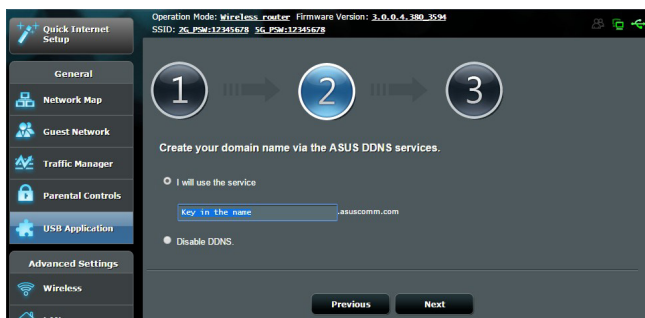 Quick Internet
Setup
Operation Mode: Wireless router Firmware Version: 3.0.0.4.380_3594
SSID: 2G_PSW:12345678 5G_PSW:12345678
General
Network Map
Guest Network
Traffic Manager
Parental Controls
USB Application
Advanced Settings
Wireless
1
2
3
Create your domain name via the ASUS DDNS services.
I will use the service
Key in the name .asuscomm.com
Disable DDNS.
Previous Next